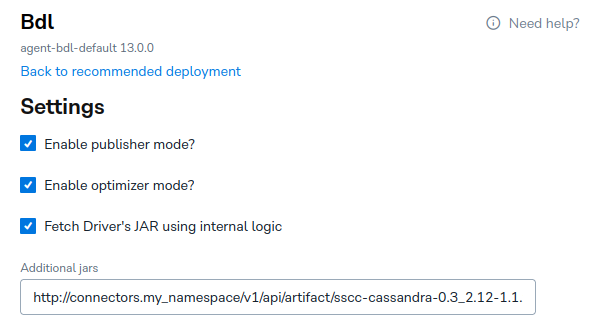 Bdl
Need help?
agent-bdl-default 13.0.0
Back to recommended deployment
Settings
Enable publisher mode?
Enable optimizer mode?
Fetch Driver's JAR using internal logic
Additional jars
http://connectors.my_namespace/v1/api/artifact/sscc-cassandra-0.3_2.12-1.1.